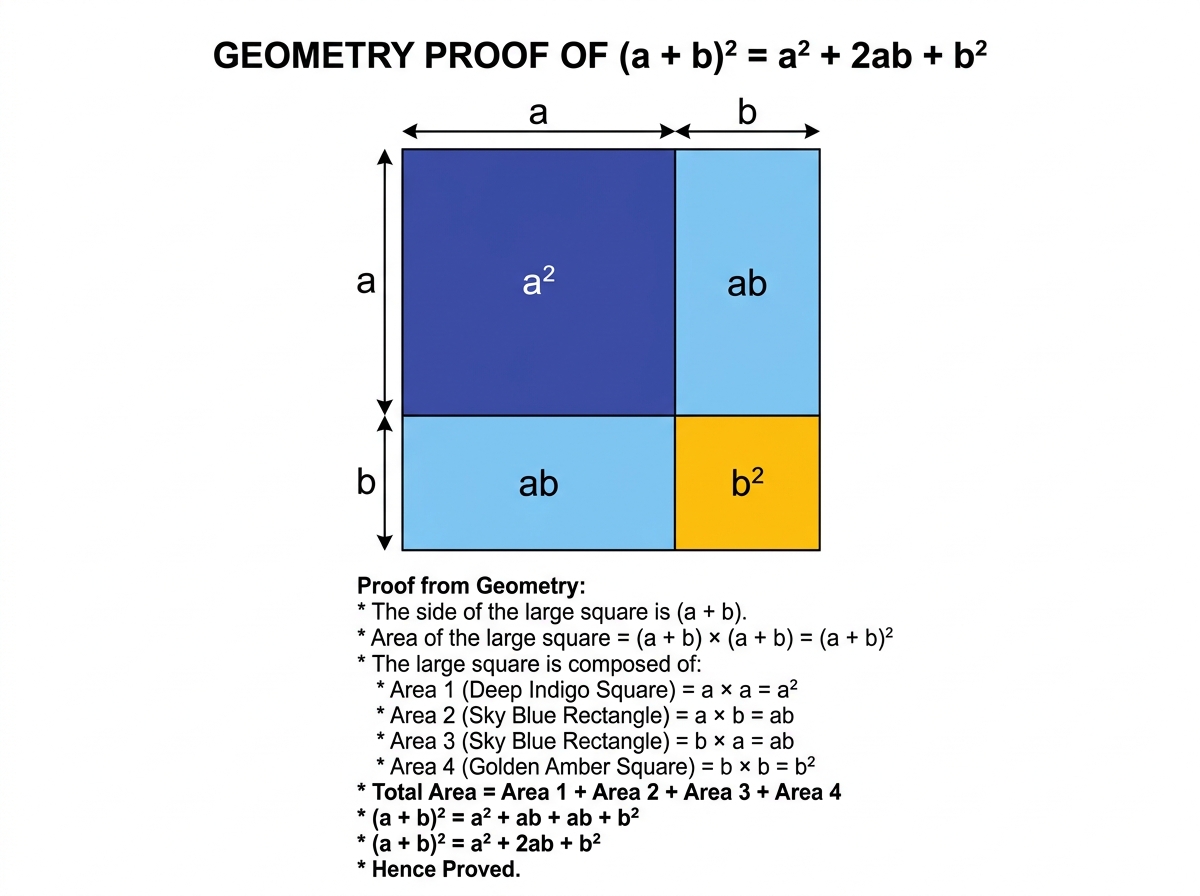 GEOMETRY PROOF OF (a + b)² = a² + 2ab + b²
a b
a
a²
ab
b
ab
b²
Proof from Geometry:
* The side of the large square is (a + b).
* Area of the large square = (a + b) × (a + b) = (a + b)²
* The large square is composed of:
* Area 1 (Deep Indigo Square) = a × a = a²
* Area 2 (Sky Blue Rectangle) = a × b = ab
* Area 3 (Sky Blue Rectangle) = b × a = ab
* Area 4 (Golden Amber Square) = b × b = b²
* Total Area = Area 1 + Area 2 + Area 3 + Area 4
* (a + b)² = a² + ab + ab + b²
* (a + b)² = a² + 2ab + b²
* Hence Proved.